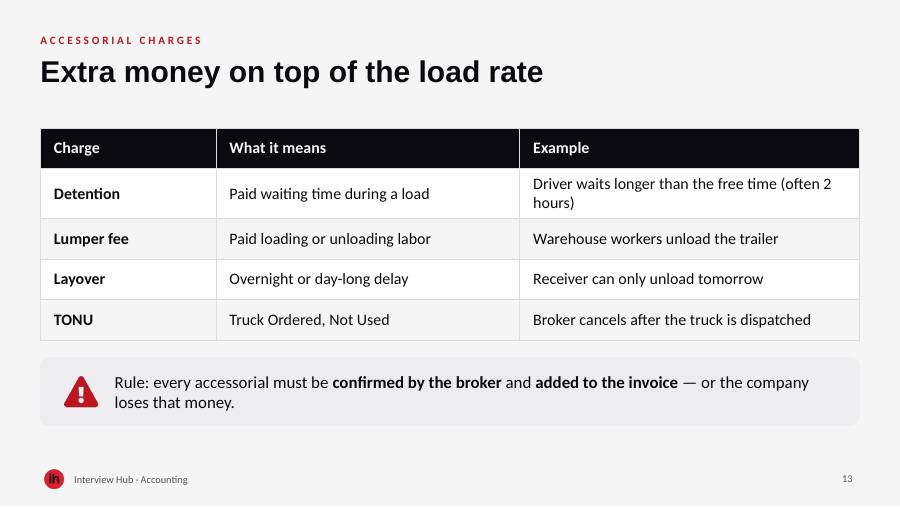 ACCESSORIAL CHARGES
Extra money on top of the load rate
Charge
What it means
Example
Detention
Paid waiting time during a load
Driver waits longer than the free time (often 2
hours)
Lumper fee
Paid loading or unloading labor
Warehouse workers unload the trailer
Layover
Overnight or day-long delay
Receiver can only unload tomorrow
TONU
Truck Ordered, Not Used
Broker cancels after the truck is dispatched
Rule: every accessorial must be confirmed by the broker and added to the invoice — or the company
loses that money.
ih
Interview Hub · Accounting
13